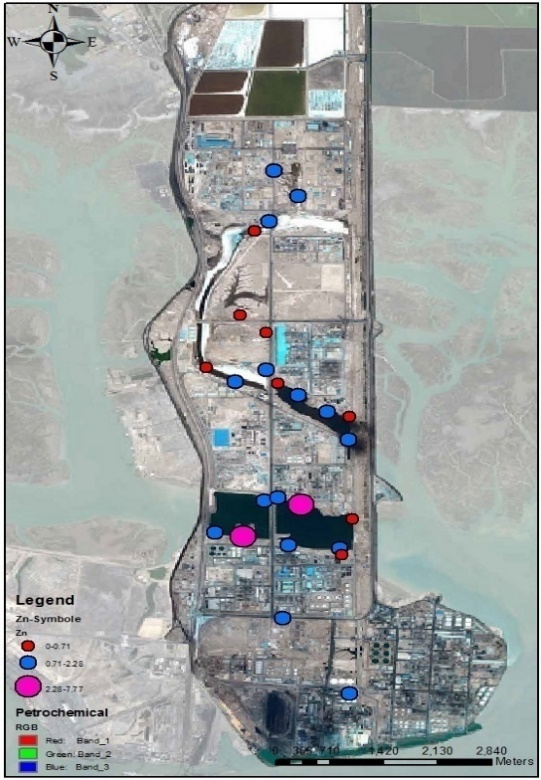 N
W E
S
Legend
Zn-Symbole
Zn
0-0.71
0.71-2.28
2.28-7.77
Petrochemical
RGB
Red: Band_1
Green: Band_2
Blue: Band_3
710 1,420 2,130 2,840
Meters